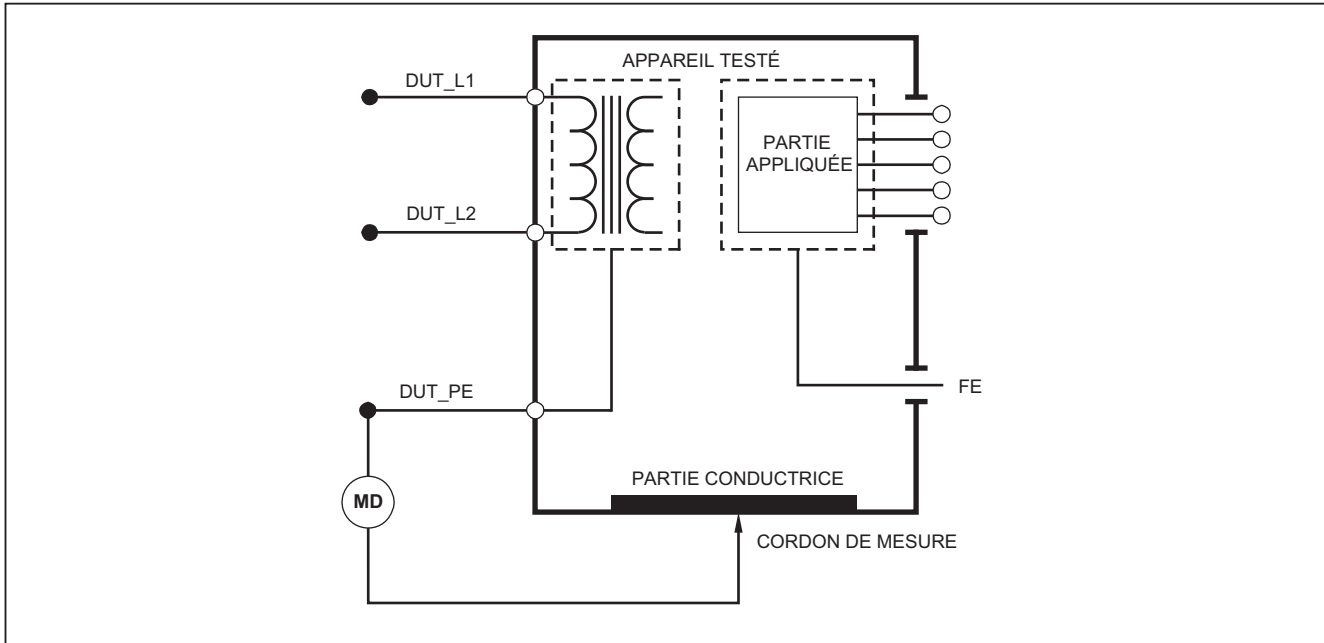 APPAREIL TESTÉ
DUT_L1
PARTIE
APPLIQUÉE
DUT_L2
DUT_PE
FE
PARTIE CONDUCTRICE
MD
CORDON DE MESURE